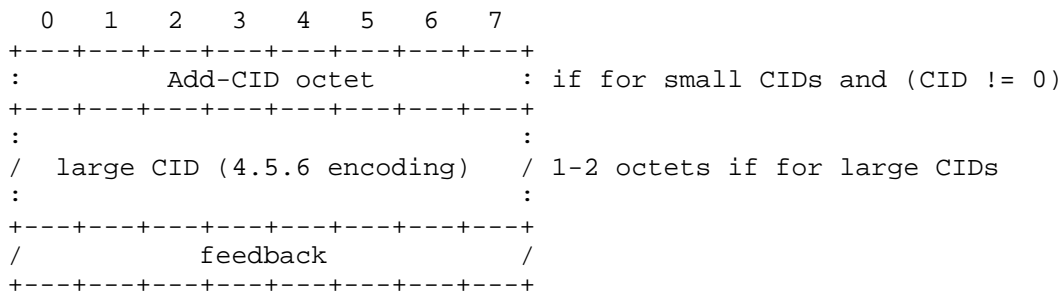 0   1   2   3   4   5   6   7
+---+---+---+---+---+---+---+---+
:         Add-CID octet         : if for small CIDs and (CID != 0)
+---+---+---+---+---+---+---+---+
:                               :
/  large CID (4.5.6 encoding)   / 1-2 octets if for large CIDs
:                               :
+---+---+---+---+---+---+---+---+
/           feedback            /
+---+---+---+---+---+---+---+---+